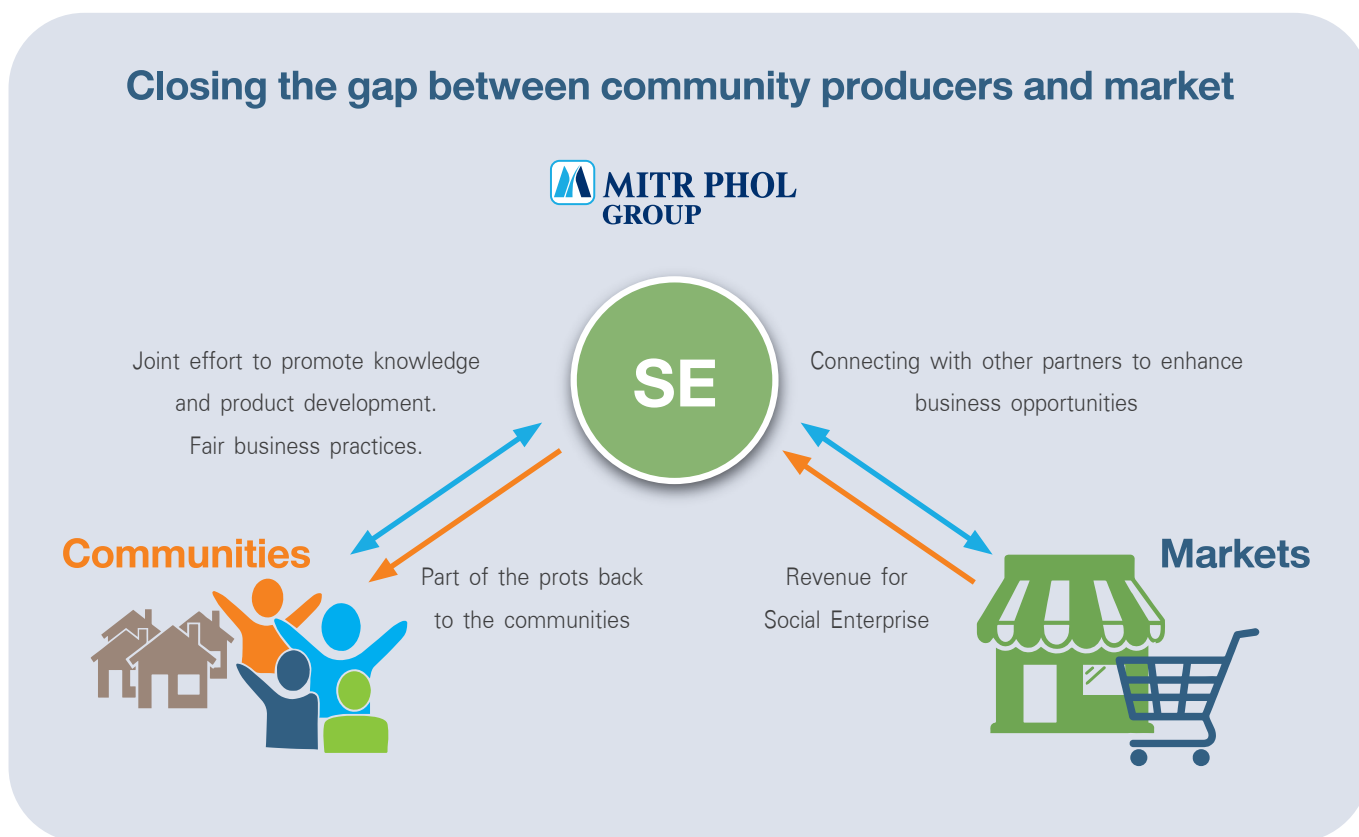 Closing the gap between community producers and market
MITR PHOL
GROUP
SE
Joint effort to promote knowledge
and product development.
Fair business practices.
Connecting with other partners to enhance
business opportunities
Communities
Part of the prots back
to the communities
Revenue for
Social Enterprise
Markets